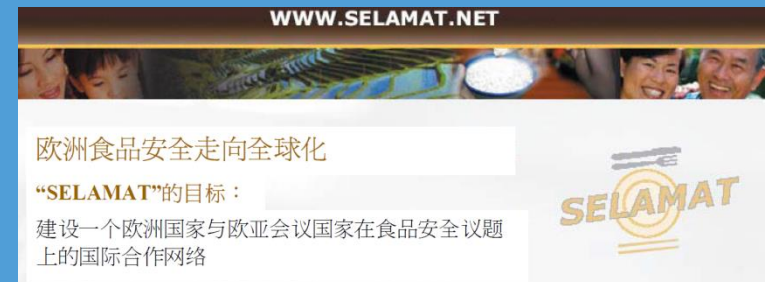 WWW.SELAMAT.NET
欧洲食品安全走向全球化
“SELAMAT”的目标：
建设一个欧洲国家与欧亚会议国家在食品安全议题
上的国际合作网络
SELAMAT